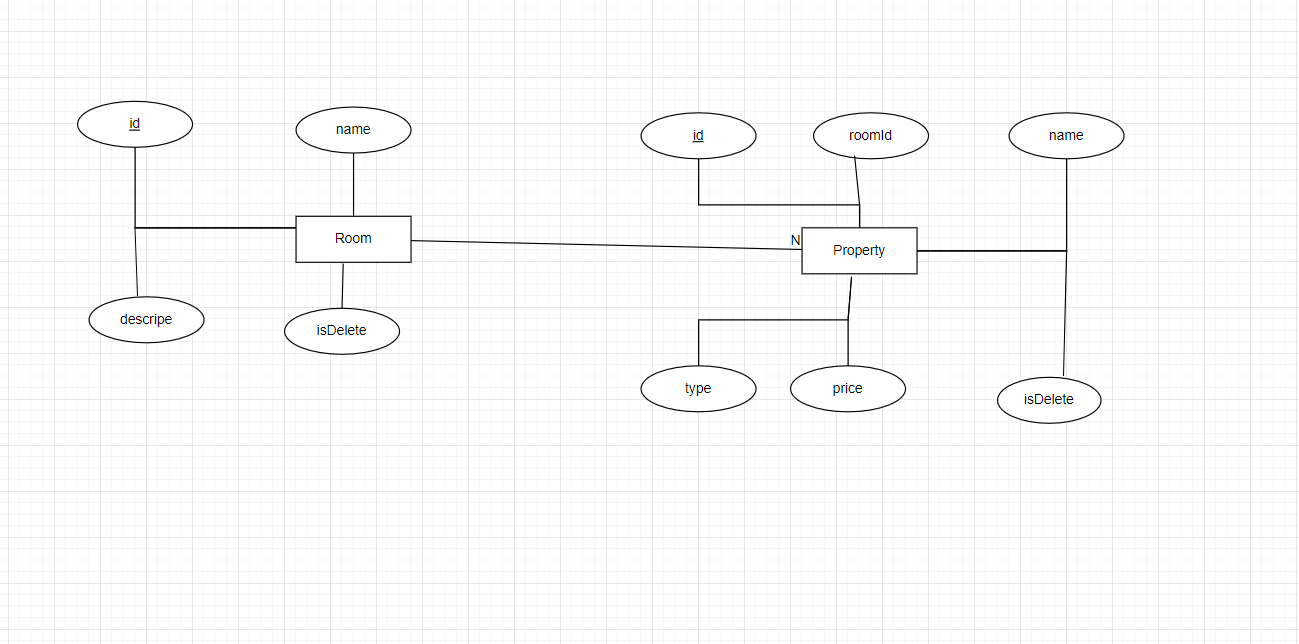 id
name
id
roomId
name
Room
N
Property
descripe
isDelete
type
price
isDelete